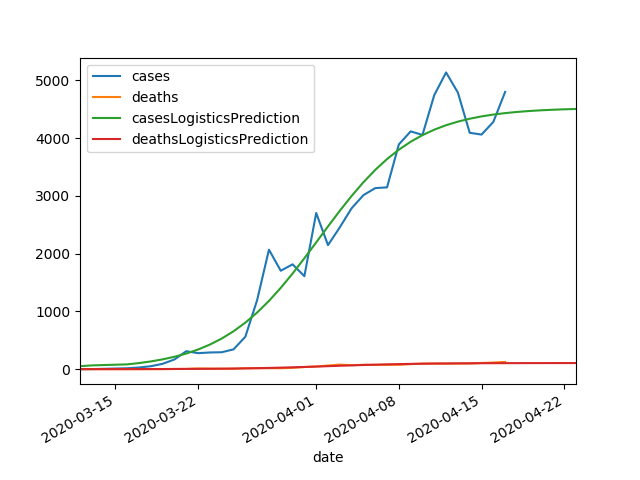 cases
deaths
casesLogisticsPrediction
deathsLogisticsPrediction
5000
4000
3000
2000
1000
0
2020-03-15
2020-03-22
2020-04-01
2020-04-08
2020-04-15
2020-04-22
date